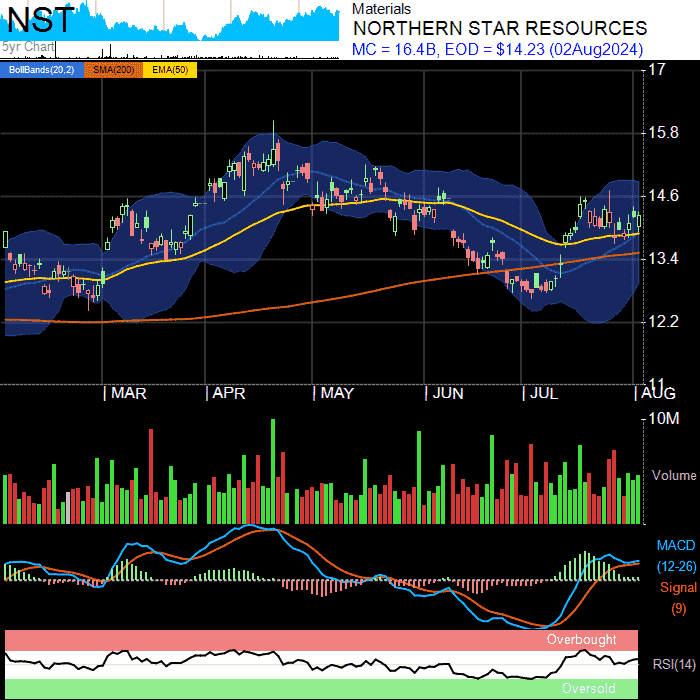 NST
Materials
NORTHERN STAR RESOURCES
MC = 16.4B, EOD = $14.23 (02Aug2024)
5yr Chart
BollBands(20,2) SMA(200) EMA(50)
17
15.8
14.6
13.4
12.2
11
MAR APR MAY JUN JUL AUG
10M
Volume
MACD
(12-26)
Signal
(9)
Overbought
RSI(14)
Oversold